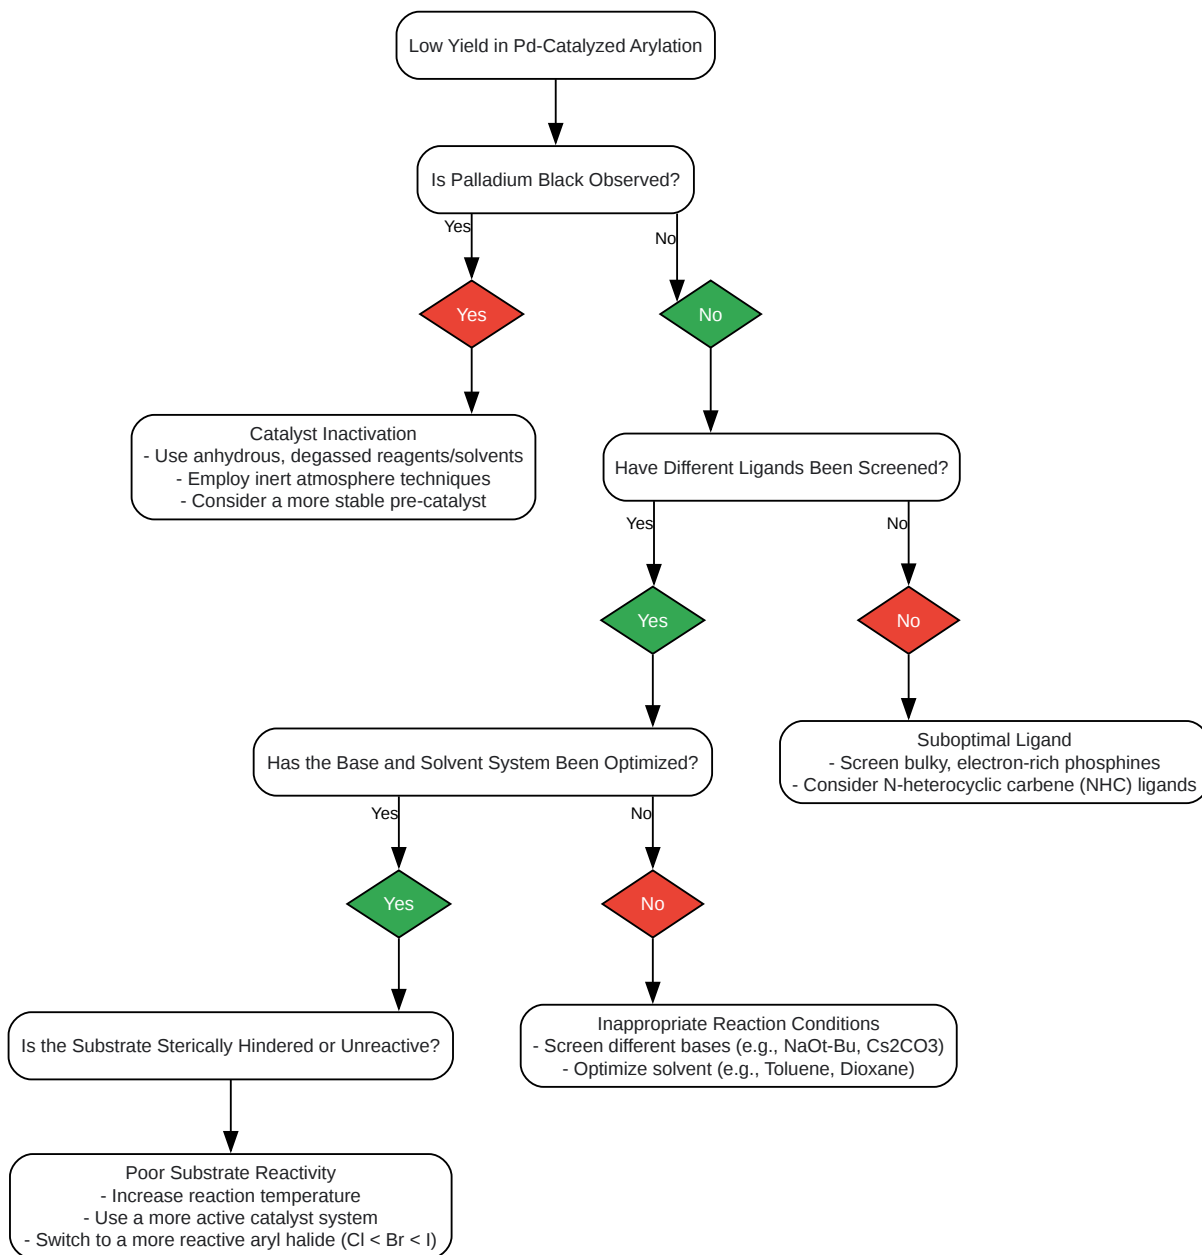 Low Yield in Pd-Catalyzed Arylation
Is Palladium Black Observed?
Yes
No
Yes
No
Catalyst Inactivation
- Use anhydrous, degassed reagents/solvents
- Employ inert atmosphere techniques
- Consider a more stable pre-catalyst
Have Different Ligands Been Screened?
Yes
No
Yes
No
Suboptimal Ligand
- Screen bulky, electron-rich phosphines
- Consider N-heterocyclic carbene (NHC) ligands
Has the Base and Solvent System Been Optimized?
Yes
No
Yes
No
Inappropriate Reaction Conditions
- Screen different bases (e.g., NaOt-Bu, Cs2CO3)
- Optimize solvent (e.g., Toluene, Dioxane)
Is the Substrate Sterically Hindered or Unreactive?
Poor Substrate Reactivity
- Increase reaction temperature
- Use a more active catalyst system
- Switch to a more reactive aryl halide (Cl < Br < I)